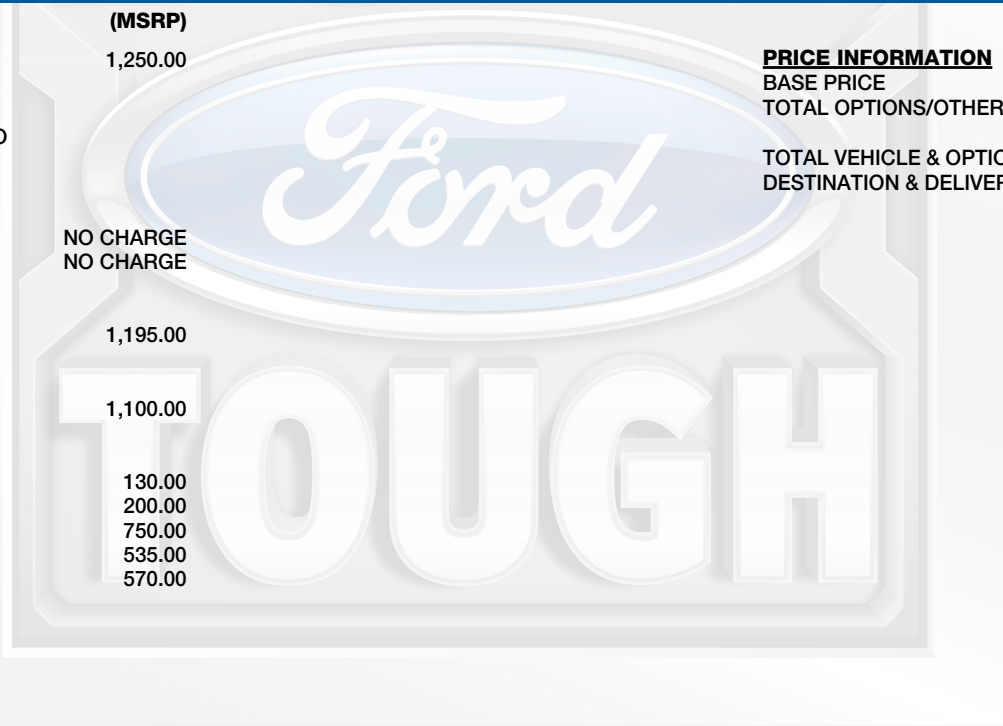 (MSRP)
1,250.00
NO CHARGE
NO CHARGE
1,195.00
1,100.00
130.00
200.00
750.00
535.00
570.00
PRICE INFORMATION
BASE PRICE
TOTAL OPTIONS/OTHER
TOTAL VEHICLE & OPTIO
DESTINATION & DELIVER
Ford
TOUGH